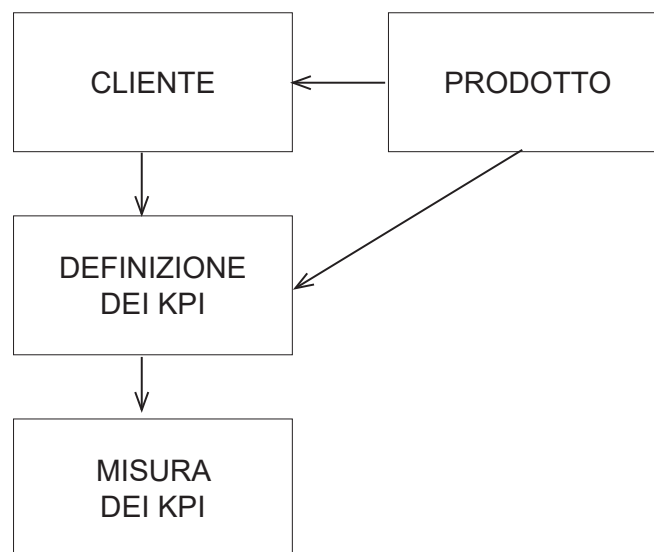 CLIENTE
PRODOTTO
DEFINIZIONE
DEI KPI
MISURA
DEI KPI